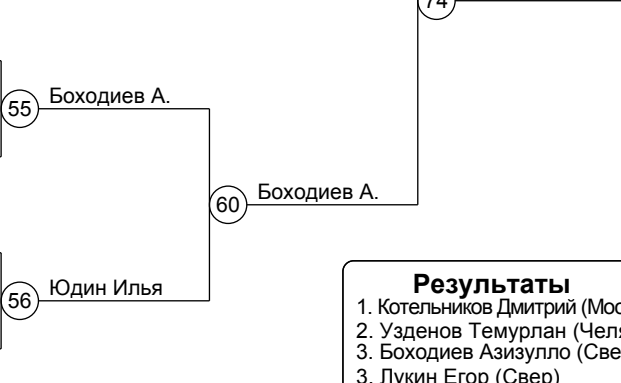 74
Боходиев А.
55
Боходиев А.
60
Юдин Илья
56
Результаты
1. Котельников Дмитрий (Мос
2. Узденов Темурлан (Челя
3. Боходиев Азизулло (Све
3. Лукин Егор (Свер)